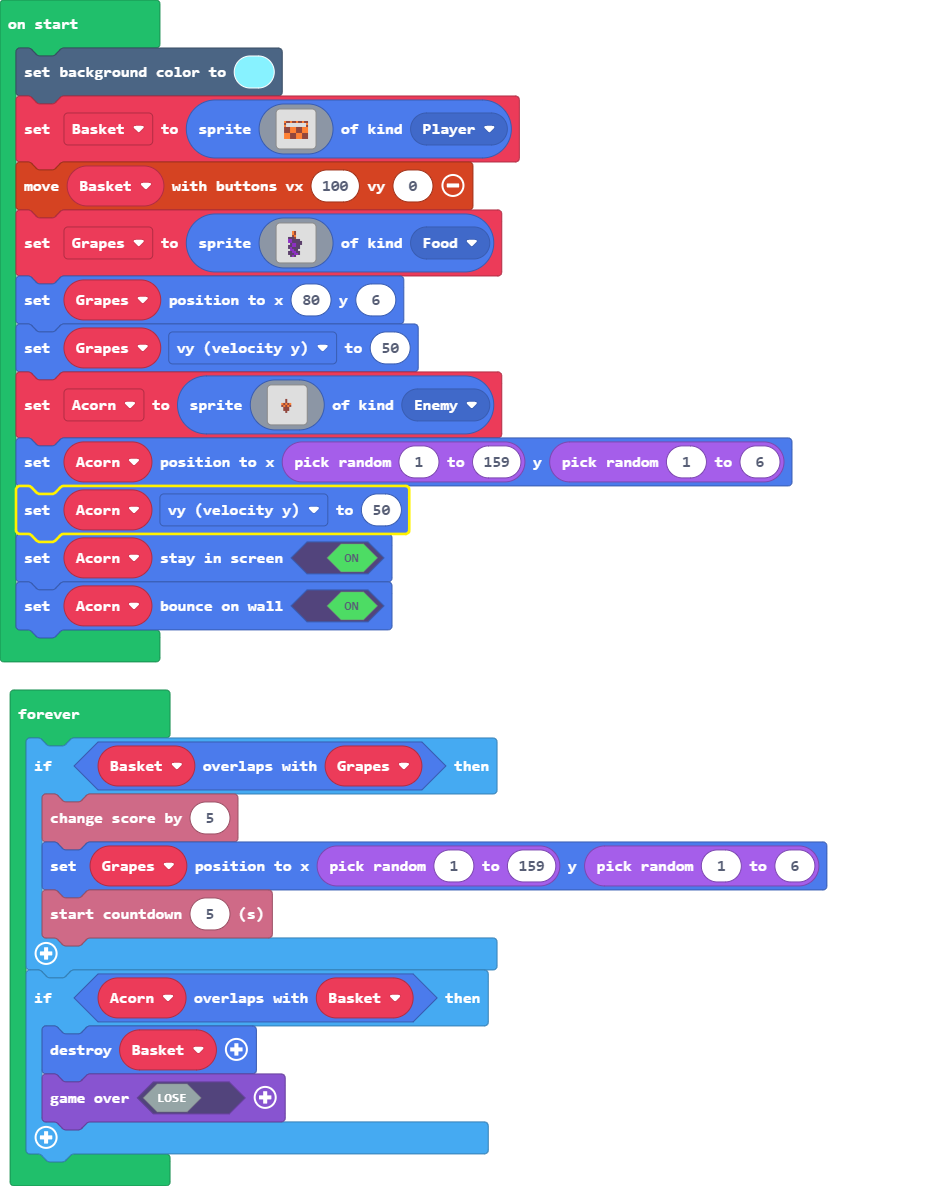 on start
set background color to
set Basket to sprite of kind Player
move Basket with buttons vx 100 vy 0
set Grapes to sprite of kind Food
set Grapes position to x 80 y 6
set Grapes vy (velocity y) to 50
set Acorn to sprite of kind Enemy
set Acorn position to x pick random 1 to 159 y pick random 1 to 6
set Acorn vy (velocity y) to 50
set Acorn stay in screen ON
set Acorn bounce on wall ON
forever
if Basket overlaps with Grapes then
change score by 5
set Grapes position to x pick random 1 to 159 y pick random 1 to 6
start countdown 5 (s)
if Acorn overlaps with Basket then
destroy Basket
game over LOSE